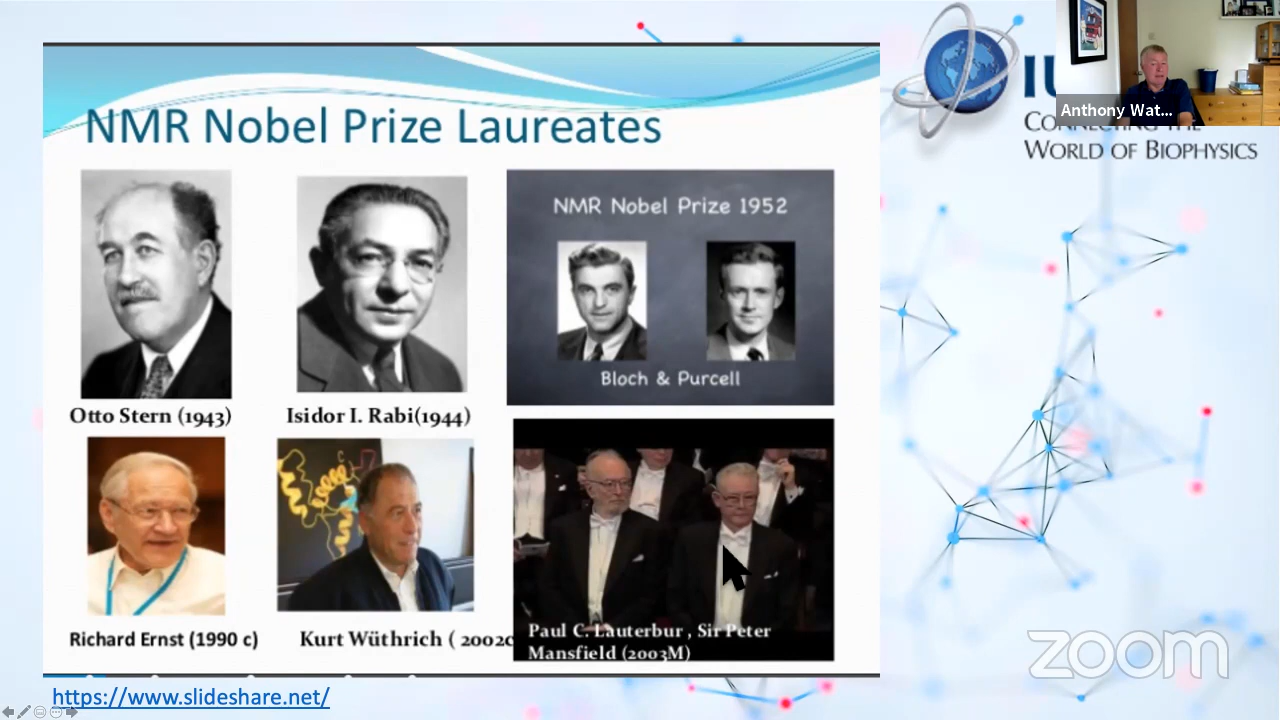 NMR Nobel Prize Laureates
Otto Stern (1943)
Isidor I. Rabi(1944)
NMR Nobel Prize 1952
Bloch & Purcell
Richard Ernst (1990 c)
Kurt Wüthrich ( 2002c
Paul C. Lauterbur , Sir Peter
Mansfield (2003M)
https://www.slideshare.net/
Anthony Wat...
CONNECTING THE
WORLD OF BIOPHYSICS
zoom